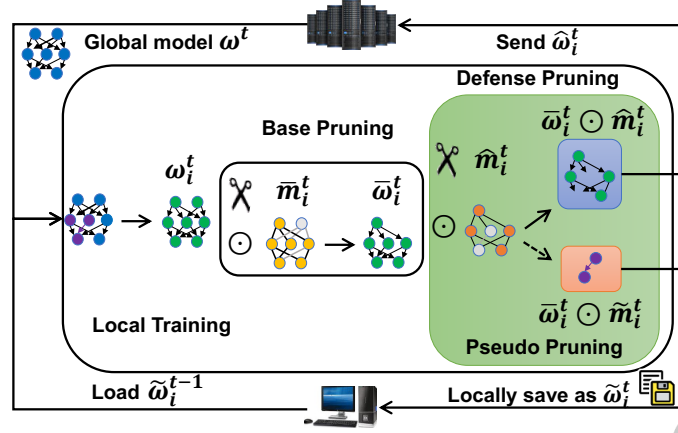 Global model ω^t
Send ω̂_i^t
Defense Pruning
Base Pruning
ω̄_i^t ⊙ m̂_i^t
m̂_i^t
ω_i^t
m̄_i^t
ω̄_i^t
⊙
⊙
ω̄_i^t ⊙ m̃_i^t
Local Training
Pseudo Pruning
Load ω̃_i^{t-1}
Locally save as ω̃_i^t